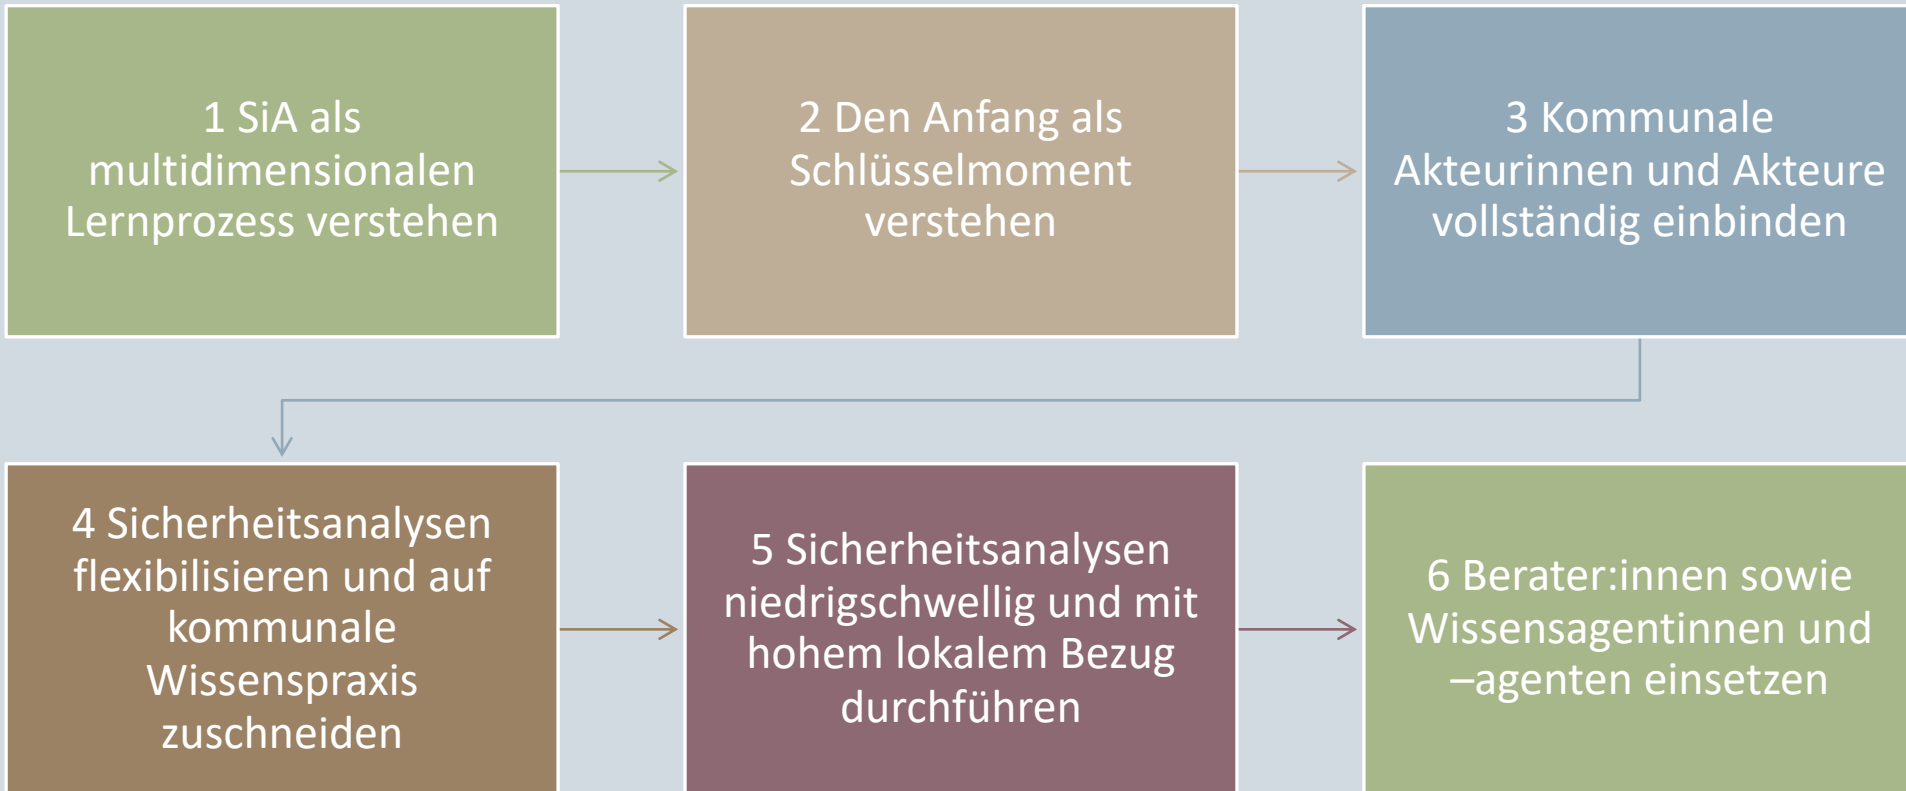 1 SiA als
multidimensionalen
Lernprozess verstehen
2 Den Anfang als
Schlüsselmoment
verstehen
3 Kommunale
Akteurinnen und Akteure
vollständig einbinden
4 Sicherheitsanalysen
flexibilisieren und auf
kommunale
Wissenspraxis
zuschneiden
5 Sicherheitsanalysen
niedrigschwellig und mit
hohem lokalem Bezug
durchführen
6 Berater:innen sowie
Wissensagentinnen und
–agenten einsetzen